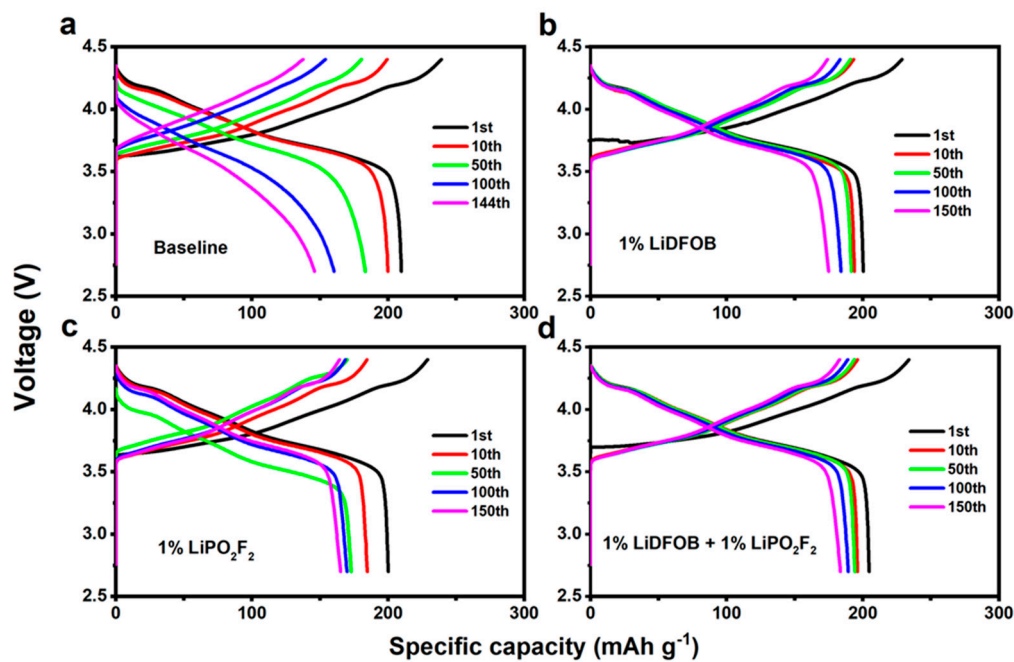 a
4.5
4.0
3.5
3.0
2.5
0
100
200
300
1st
10th
50th
100th
144th
Baseline
b
4.5
4.0
3.5
3.0
2.5
0
100
200
300
1st
10th
50th
100th
150th
1% LiDFOB
Voltage (V)
c
4.5
4.0
3.5
3.0
2.5
0
100
200
300
1st
10th
50th
100th
150th
1% LiPO₂F₂
d
4.5
4.0
3.5
3.0
2.5
0
100
200
300
1st
10th
50th
100th
150th
1% LiDFOB + 1% LiPO₂F₂
Specific capacity (mAh g⁻¹)